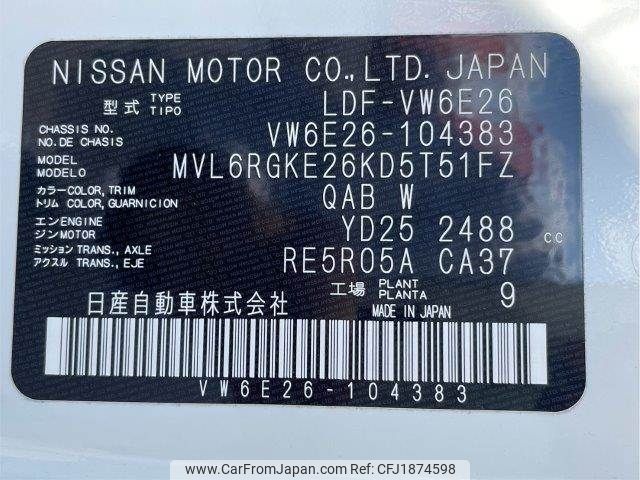 NISSAN MOTOR CO.,LTD. JAPAN
型式 TYPE TIPO LDF-VW6E26
CHASSIS NO. NO.DE CHASIS VW6E26-104383
MODEL MODELO MVL6RGKE26KD5T51FZ
カラー COLOR, TRIM トリム COLOR, GUARNICION QAB W
エンジン ENGINE MOTOR YD25 2488 CC
ミッション TRANS., AXLE アクスル TRANS., EJE RE5R05A CA37
工場 PLANT PLANTA 9
日産自動車株式会社 MADE IN JAPAN
VW6E26-104383
www.CarFromJapan.com | Photo ID: CFJ1874598